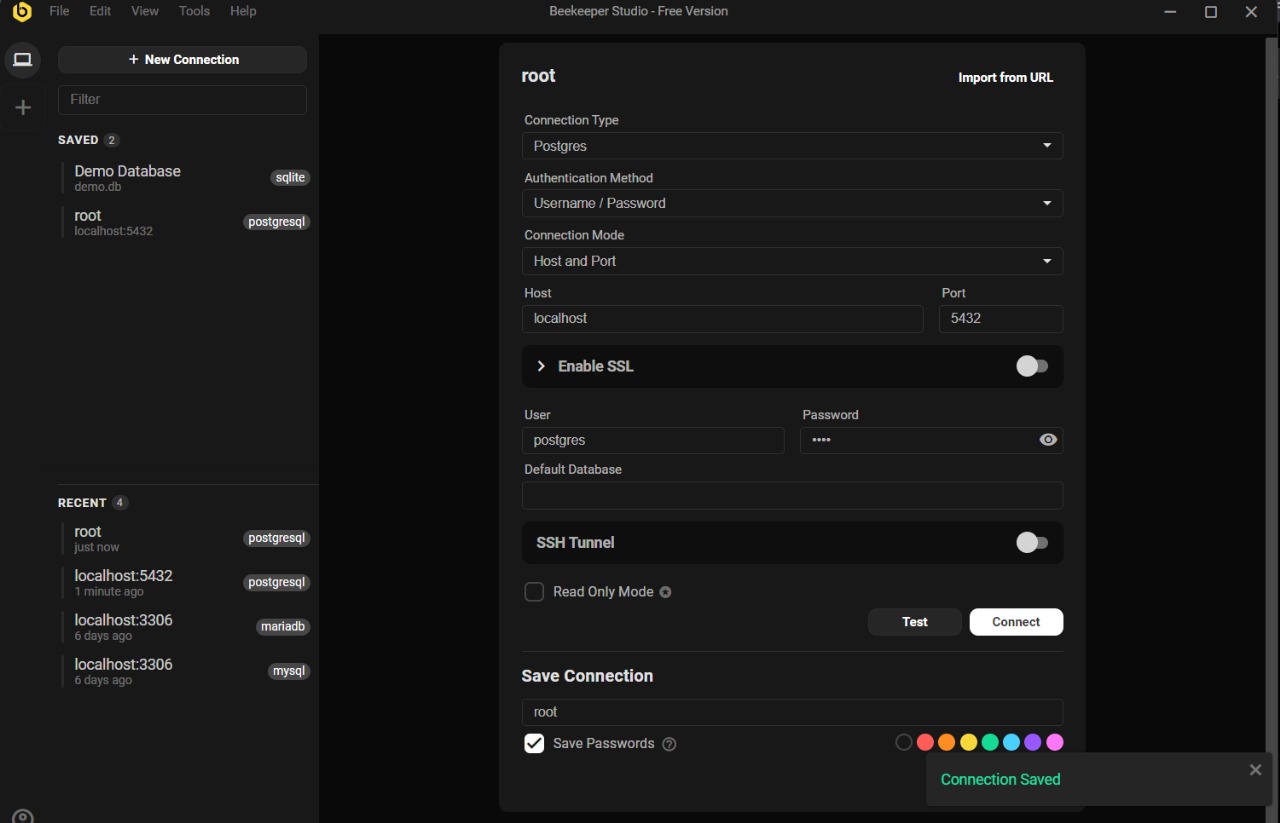 File Edit View Tools Help
Beekeeper Studio - Free Version
+ New Connection
Filter
SAVED 2
Demo Database
demo.db
sqlite
root
localhost:5432
postgresql
RECENT 4
root
just now
postgresql
localhost:5432
1 minute ago
postgresql
localhost:3306
6 days ago
mariadb
localhost:3306
6 days ago
mysql
root
Import from URL
Connection Type
Postgres
Authentication Method
Username / Password
Connection Mode
Host and Port
Host Port
localhost 5432
Enable SSL
User Password
postgres ••••
Default Database
SSH Tunnel
Read Only Mode
Test Connect
Save Connection
root
Save Passwords ?
Connection Saved